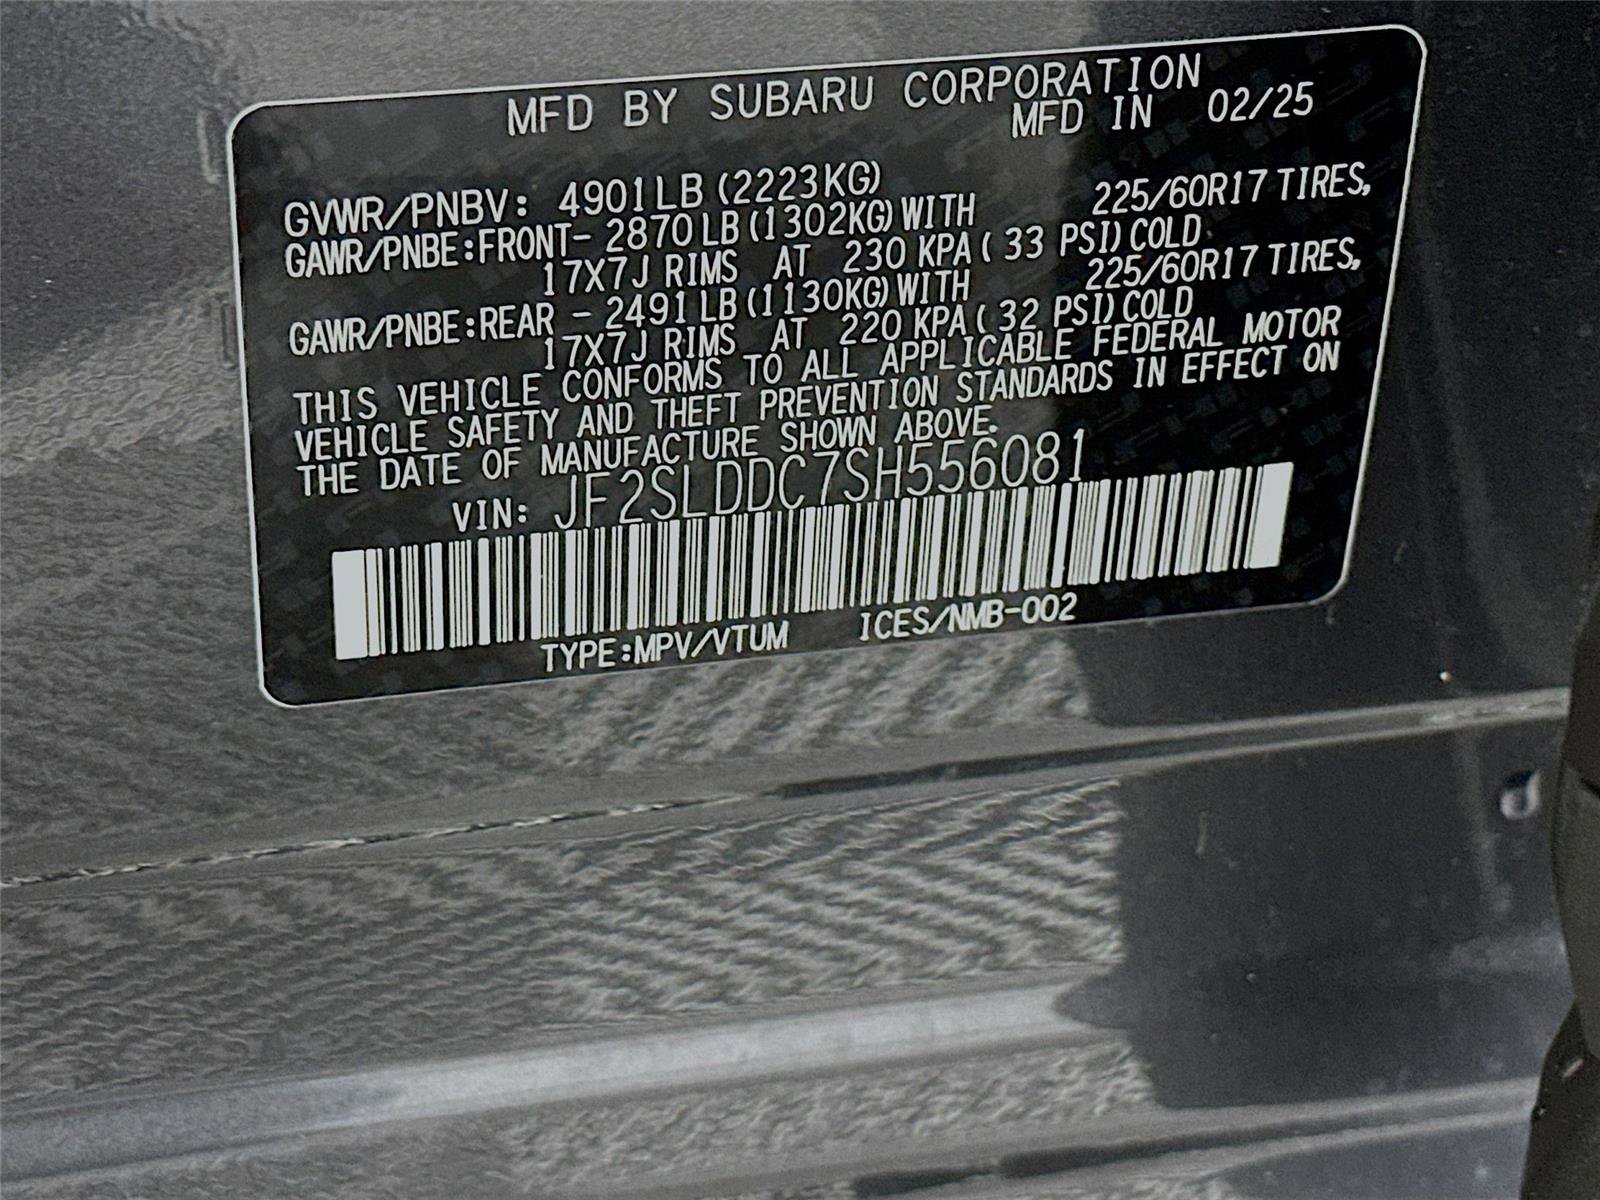 MFD BY SUBARU CORPORATION
MFD IN 02/25
GVWR/PNBV: 4901LB (2223KG)
GAWR/PNBE:FRONT- 2870LB (1302KG) WITH 225/60R17 TIRES,
17X7J RIMS AT 230 KPA ( 33 PSI) COLD
GAWR/PNBE:REAR - 2491LB (1130KG) WITH 225/60R17 TIRES,
17X7J RIMS AT 220 KPA ( 32 PSI) COLD
THIS VEHICLE CONFORMS TO ALL APPLICABLE FEDERAL MOTOR
VEHICLE SAFETY AND THEFT PREVENTION STANDARDS IN EFFECT ON
THE DATE OF MANUFACTURE SHOWN ABOVE.
VIN: JF2SLDDC7SH556081
TYPE:MPV/VTUM ICES/NMB-002